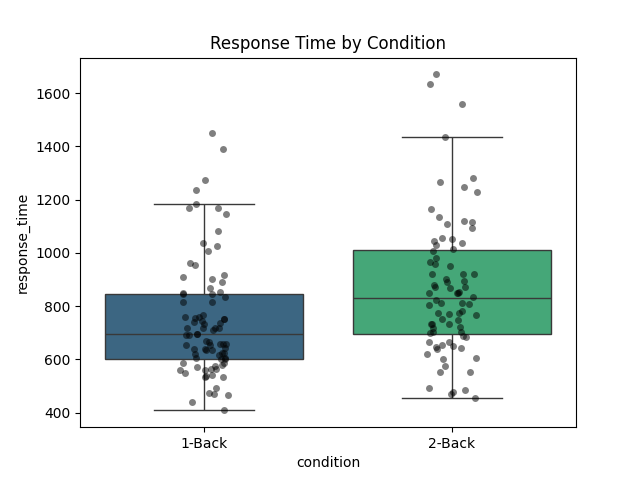 Response Time by Condition
response_time
1600
1400
1200
1000
800
600
400
1-Back
2-Back
condition